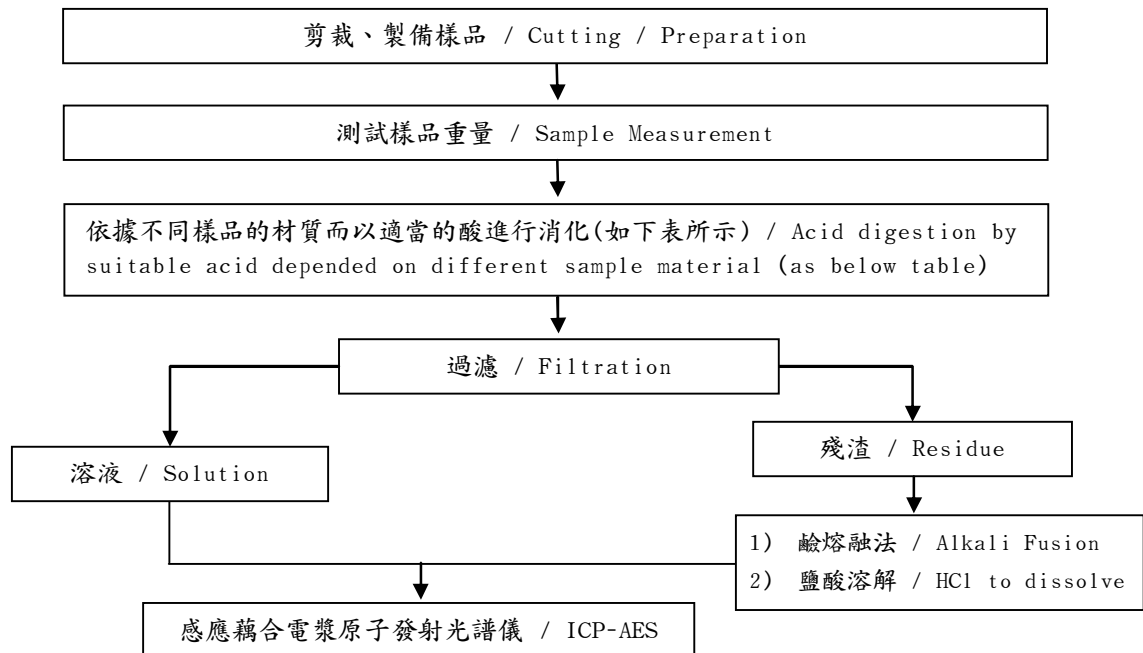 剪裁、製備樣品 / Cutting / Preparation
測試樣品重量 / Sample Measurement
依據不同樣品的材質而以適當的酸進行消化(如下表所示) / Acid digestion by
suitable acid depended on different sample material (as below table)
過濾 / Filtration
溶液 / Solution
殘渣 / Residue
1) 鹼熔融法 / Alkali Fusion
2) 鹽酸溶解 / HCl to dissolve
感應藕合電漿原子發射光譜儀 / ICP-AES